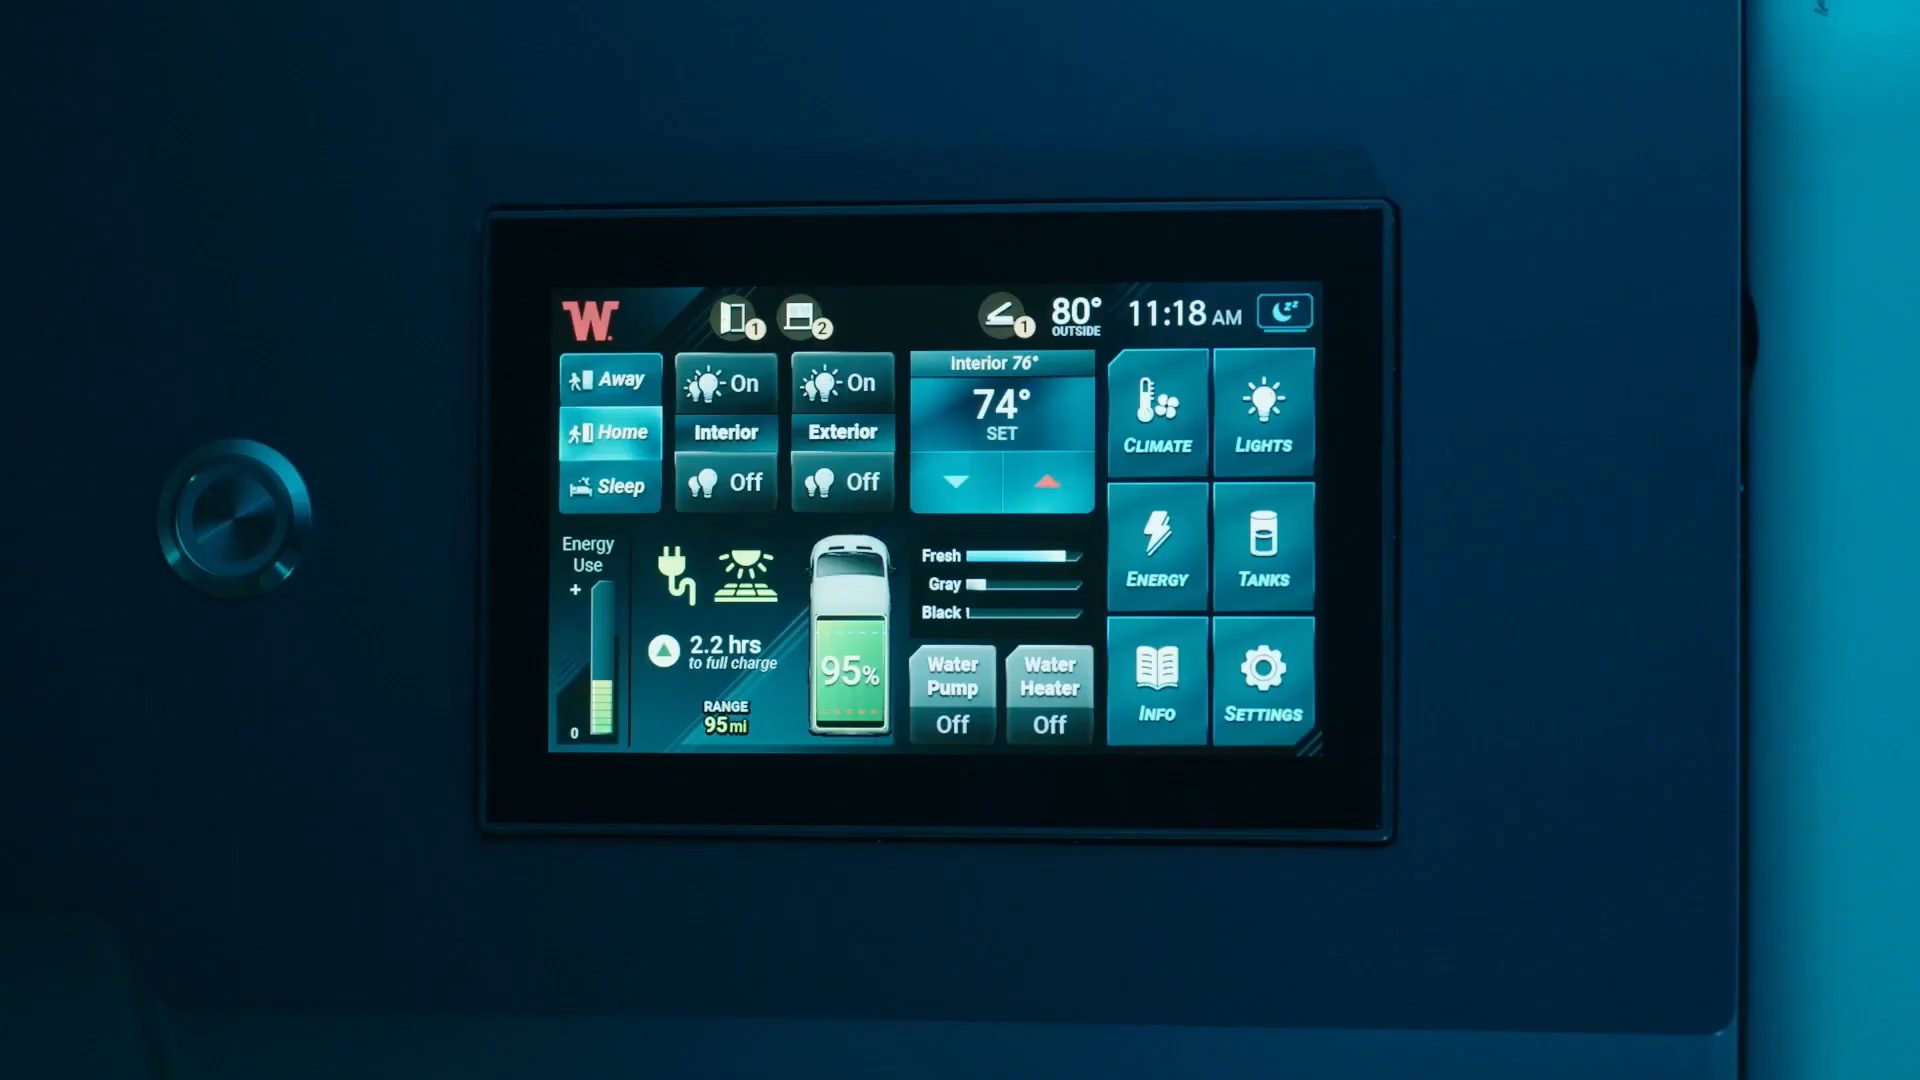 W.
1
2
1
80°
OUTSIDE
11:18 AM
zzz
Away
Home
Sleep
On
Interior
Off
On
Exterior
Off
Interior 76°
74°
SET
CLIMATE
LIGHTS
ENERGY
TANKS
INFO
SETTINGS
Energy
Use
+
0
2.2 hrs
to full charge
RANGE
95mi
95%
Fresh
Gray
Black
Water
Pump
Off
Water
Heater
Off